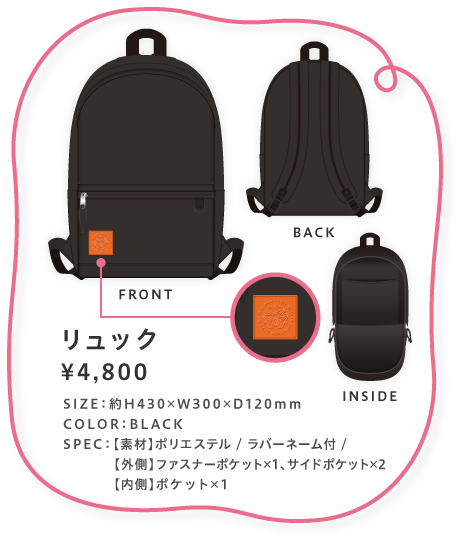 BACK
FRONT
INSIDE
リュック
¥4,800
SIZE：約H430×W300×D120mm
COLOR：BLACK
SPEC：【素材】ポリエステル / ラバーネーム付 /
【外側】ファスナーポケット×1、サイドポケット×2
【内側】ポケット×1